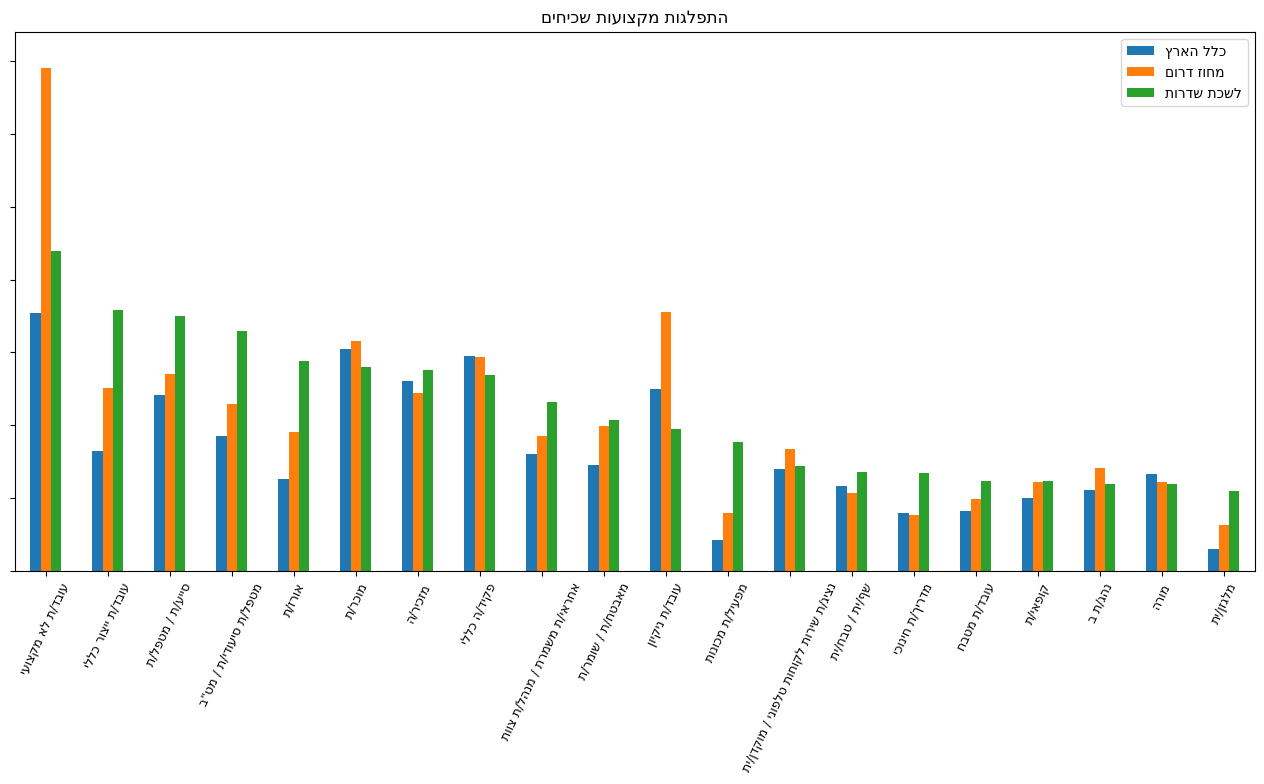 התפלגות מקצועות שכיחים
כלל הארץ
מחוז דרום
לשכת שדרות
עובד/ת לא מקצועי
עובד/ת ייצור כללי
סייע/ת / מטפל/ת
מטפל/ת סיעודי/ת / מט"ב
אורז/ת
מוכר/ת
מזכיר/ה
פקיד/ה כללי
אחראי/ת משמרת / מנהל/ת צוות
מאבטח/ת / שומר/ת
עובד/ת ניקיון
מפעיל/ת מכונות
נציג/ת שירות לקוחות טלפוני / מוקדן/ית
שף/ית / טבח/ית
מדריך/ת חינוכי
עובד/ת מטבח
קופאי/ת
נהג/ת ב
מורה
מלגזן/ית